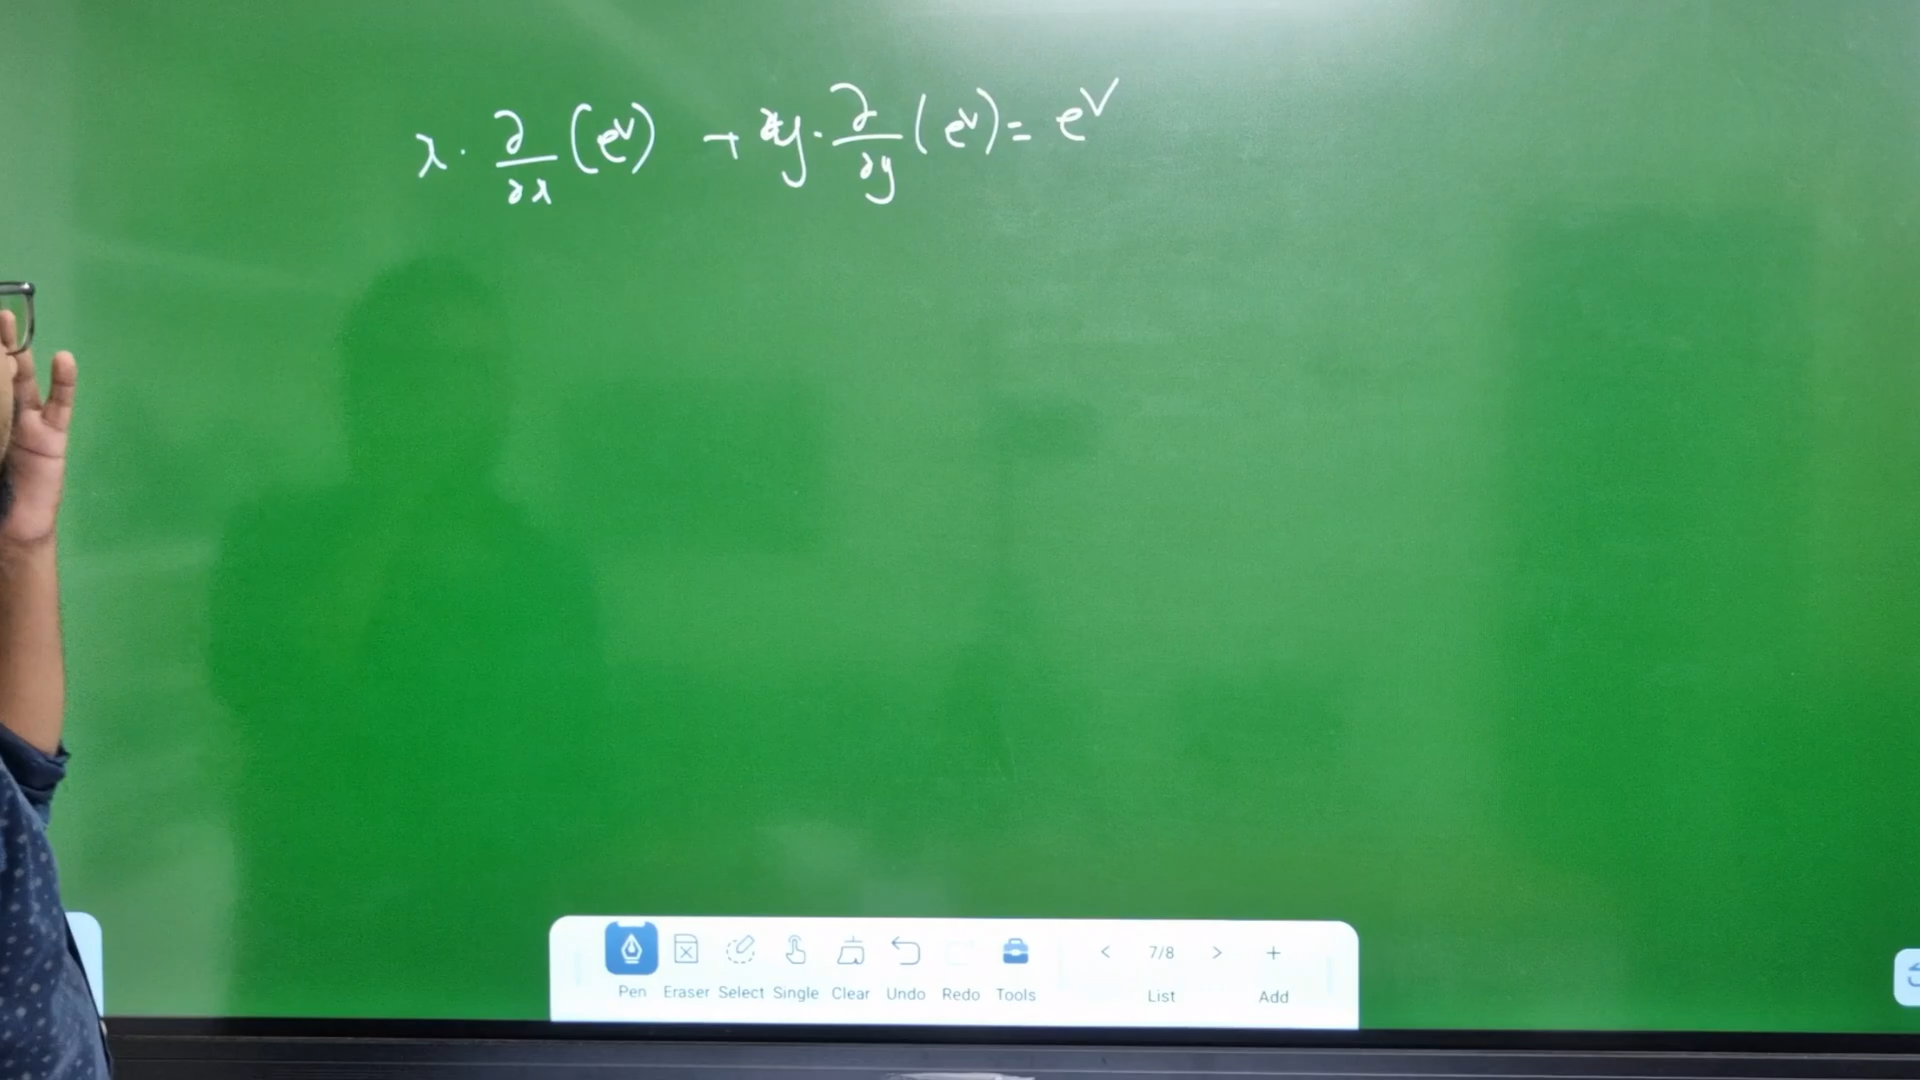 x · ∂/∂x (e^v) + y · ∂/∂y (e^v) = e^v
Pen Eraser Select Single Clear Undo Redo Tools < 7/8 > +
List Add